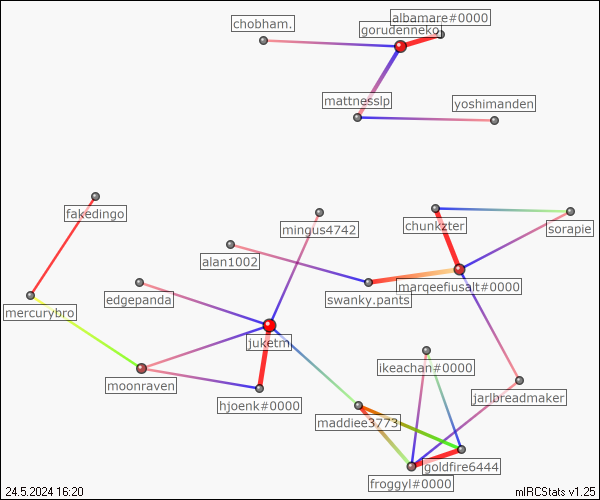 albamare#0000
chobham.
gorudenneko
mattnesslp
yoshimanden
fakedingo
chunkzter
sorapie
mingus4742
alan1002
marqeefiusalt#0000
edgepanda
swanky.pants
mercurybro
juketm
ikeachan#0000
moonraven
jarlbreadmaker
hjoenk#0000
maddiee3773
goldfire6444
froggyl#0000
24.5.2024 16:20
mIRCStats v1.25